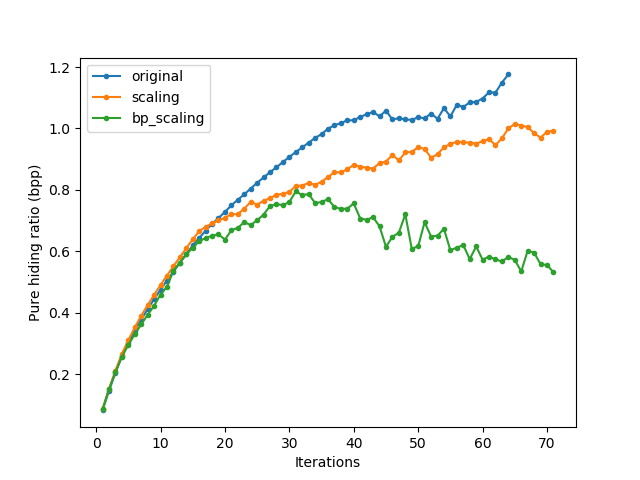 original
scaling
bp_scaling
Pure hiding ratio (bpp)
1.2
1.0
0.8
0.6
0.4
0.2
0 10 20 30 40 50 60 70
Iterations